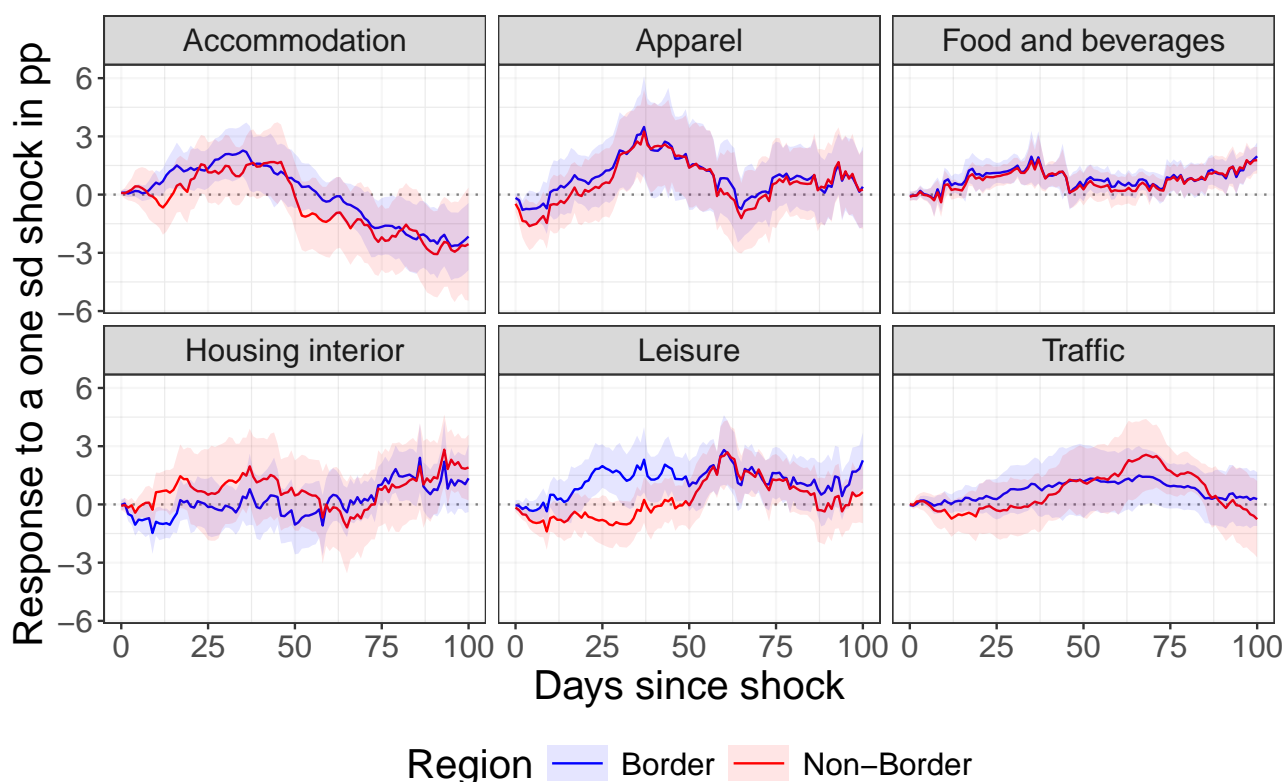 Response to a one sd shock in pp
Accommodation
Apparel
Food and beverages
6
3
0
−3
−6
Housing interior
Leisure
Traffic
6
3
0
−3
−6
0 25 50 75 100 0 25 50 75 100 0 25 50 75 100
Days since shock
Region Border Non−Border